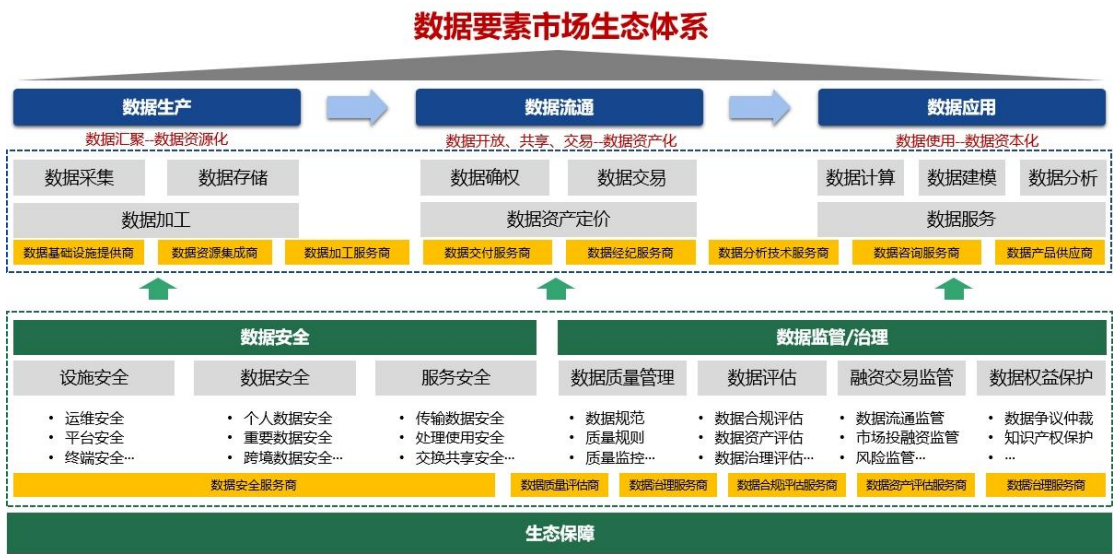 数据要素市场生态体系
数据生产
数据流通
数据应用
数据汇聚--数据资源化
数据开放、共享、交易--数据资产化
数据使用--数据资本化
数据采集
数据存储
数据确权
数据交易
数据计算
数据建模
数据分析
数据加工
数据资产定价
数据服务
数据基础设施提供商
数据资源集成商
数据加工服务商
数据交付服务商
数据经纪服务商
数据分析技术服务商
数据咨询服务商
数据产品供应商
数据安全
数据监管/治理
设施安全
数据安全
服务安全
数据质量管理
数据评估
融资交易监管
数据权益保护
• 运维安全
• 平台安全
• 终端安全…
• 个人数据安全
• 重要数据安全
• 跨境数据安全…
• 传输数据安全
• 处理使用安全
• 交换共享安全…
• 数据规范
• 质量规则
• 质量监控…
• 数据合规评估
• 数据资产评估
• 数据治理评估…
• 数据流通监管
• 市场投融资监管
• 风险监管…
• 数据争议仲裁
• 知识产权保护
• …
数据安全服务商
数据质量评估商
数据治理服务商
数据合规评估服务商
数据资产评估服务商
数据治理服务商
生态保障